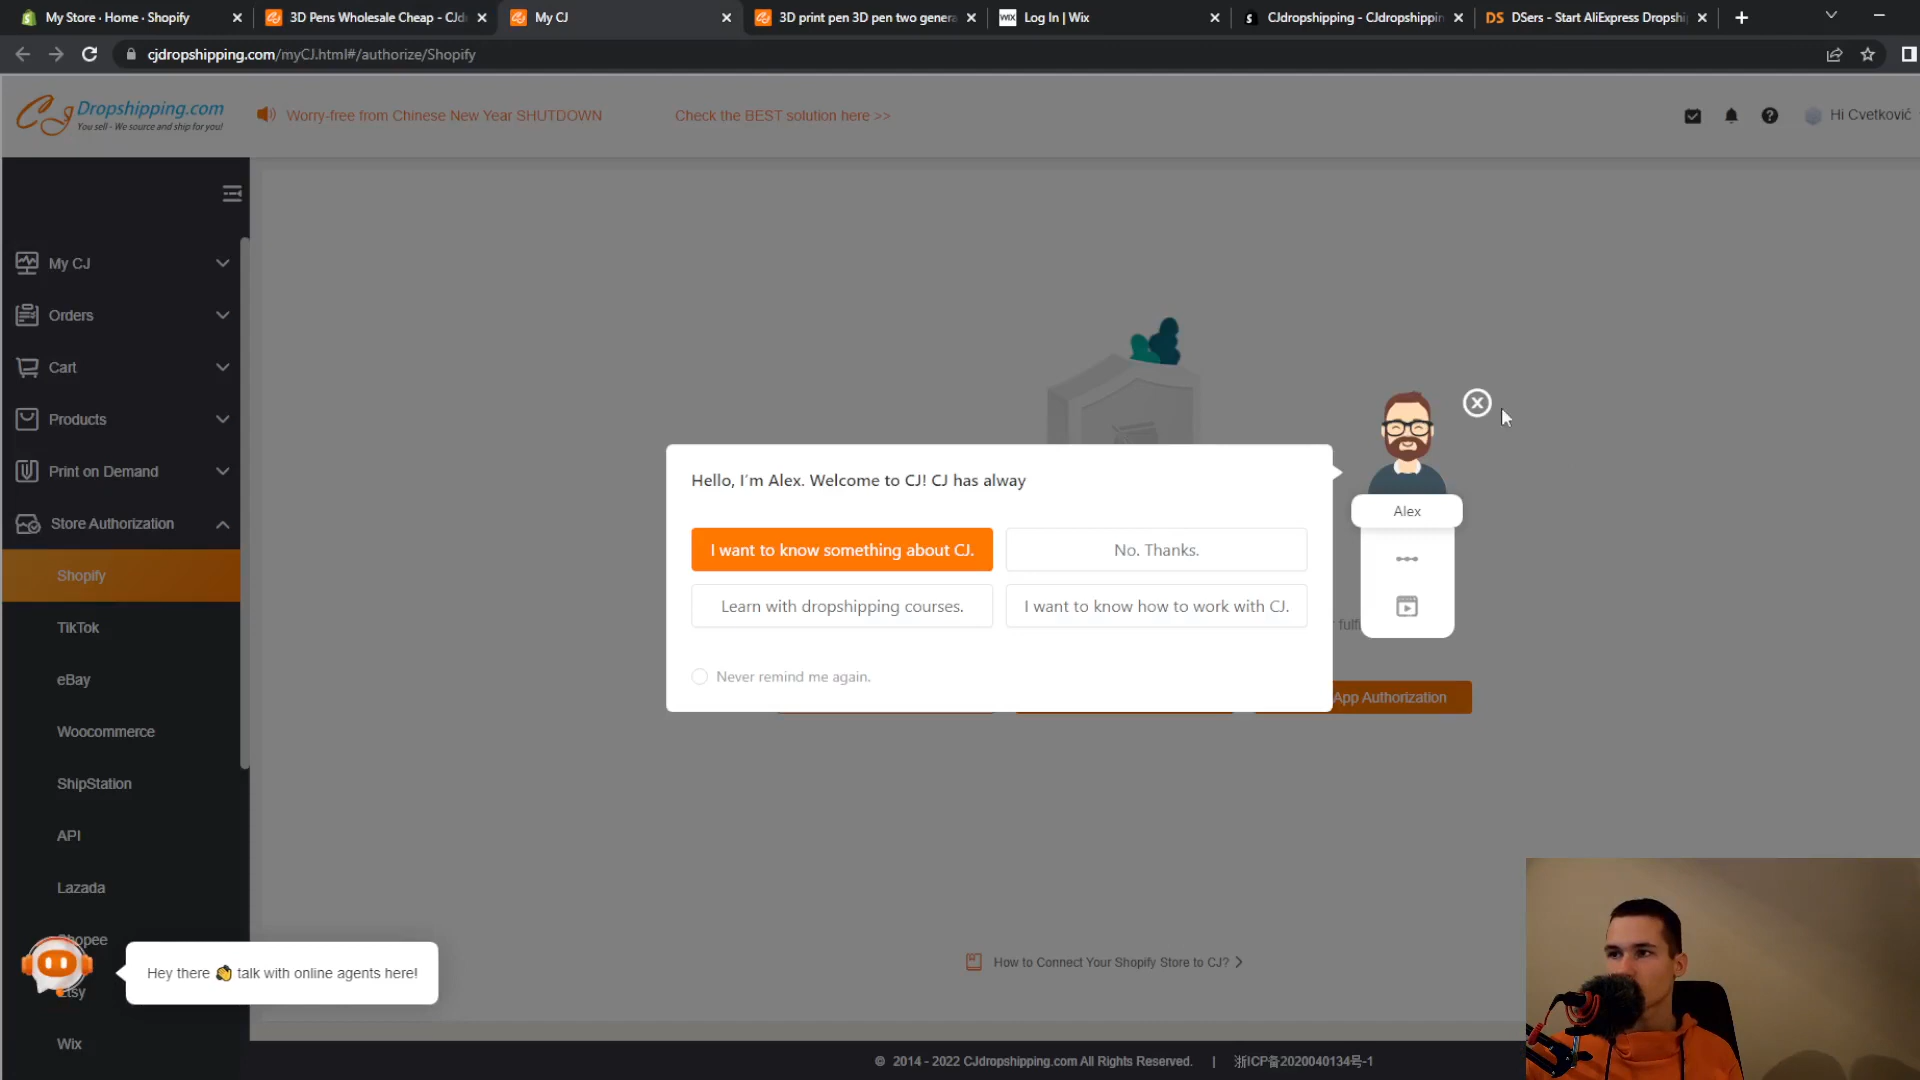 My Store · Home · Shopify
3D Pens Wholesale Cheap - CJd
My CJ
3D print pen 3D pen two genera
WIX
Log In | Wix
CJdropshipping - CJdropshippin
DS
DSers - Start AliExpress Dropshi
cjdropshipping.com/myCJ.html#/authorize/Shopify
CJ Dropshipping.com
You sell - We source and ship for you!
Worry-free from Chinese New Year SHUTDOWN
Check the BEST solution here >>
Hi Cvetković
My CJ
Orders
Cart
Products
Print on Demand
Store Authorization
Shopify
TikTok
eBay
Woocommerce
ShipStation
API
Lazada
Shopee
Etsy
Wix
Hello, I'm Alex. Welcome to CJ! CJ has alway
I want to know something about CJ.
No. Thanks.
Learn with dropshipping courses.
I want to know how to work with CJ.
Never remind me again.
Alex
fulfi
App Authorization
Hey there 👋 talk with online agents here!
How to Connect Your Shopify Store to CJ? >
© 2014 - 2022 CJdropshipping.com All Rights Reserved. | 浙ICP备2020040134号-1